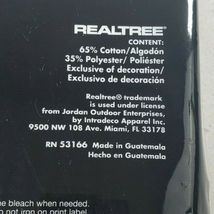 REALTREE®
CONTENT:
65% Cotton/Algodón
35% Polyester/ Poliéster
Exclusive of decoration/
Exclusivo de decoración
Realtree® trademark
is used under license
from Jordan Outdoor Enterprises,
by Intradeco Apparel Inc.
9500 NW 108 Ave. Miami, FL 33178
RN 53166 Made in Guatemala
Hecho en Guatemala
ne bleach when needed.
not iron on print label